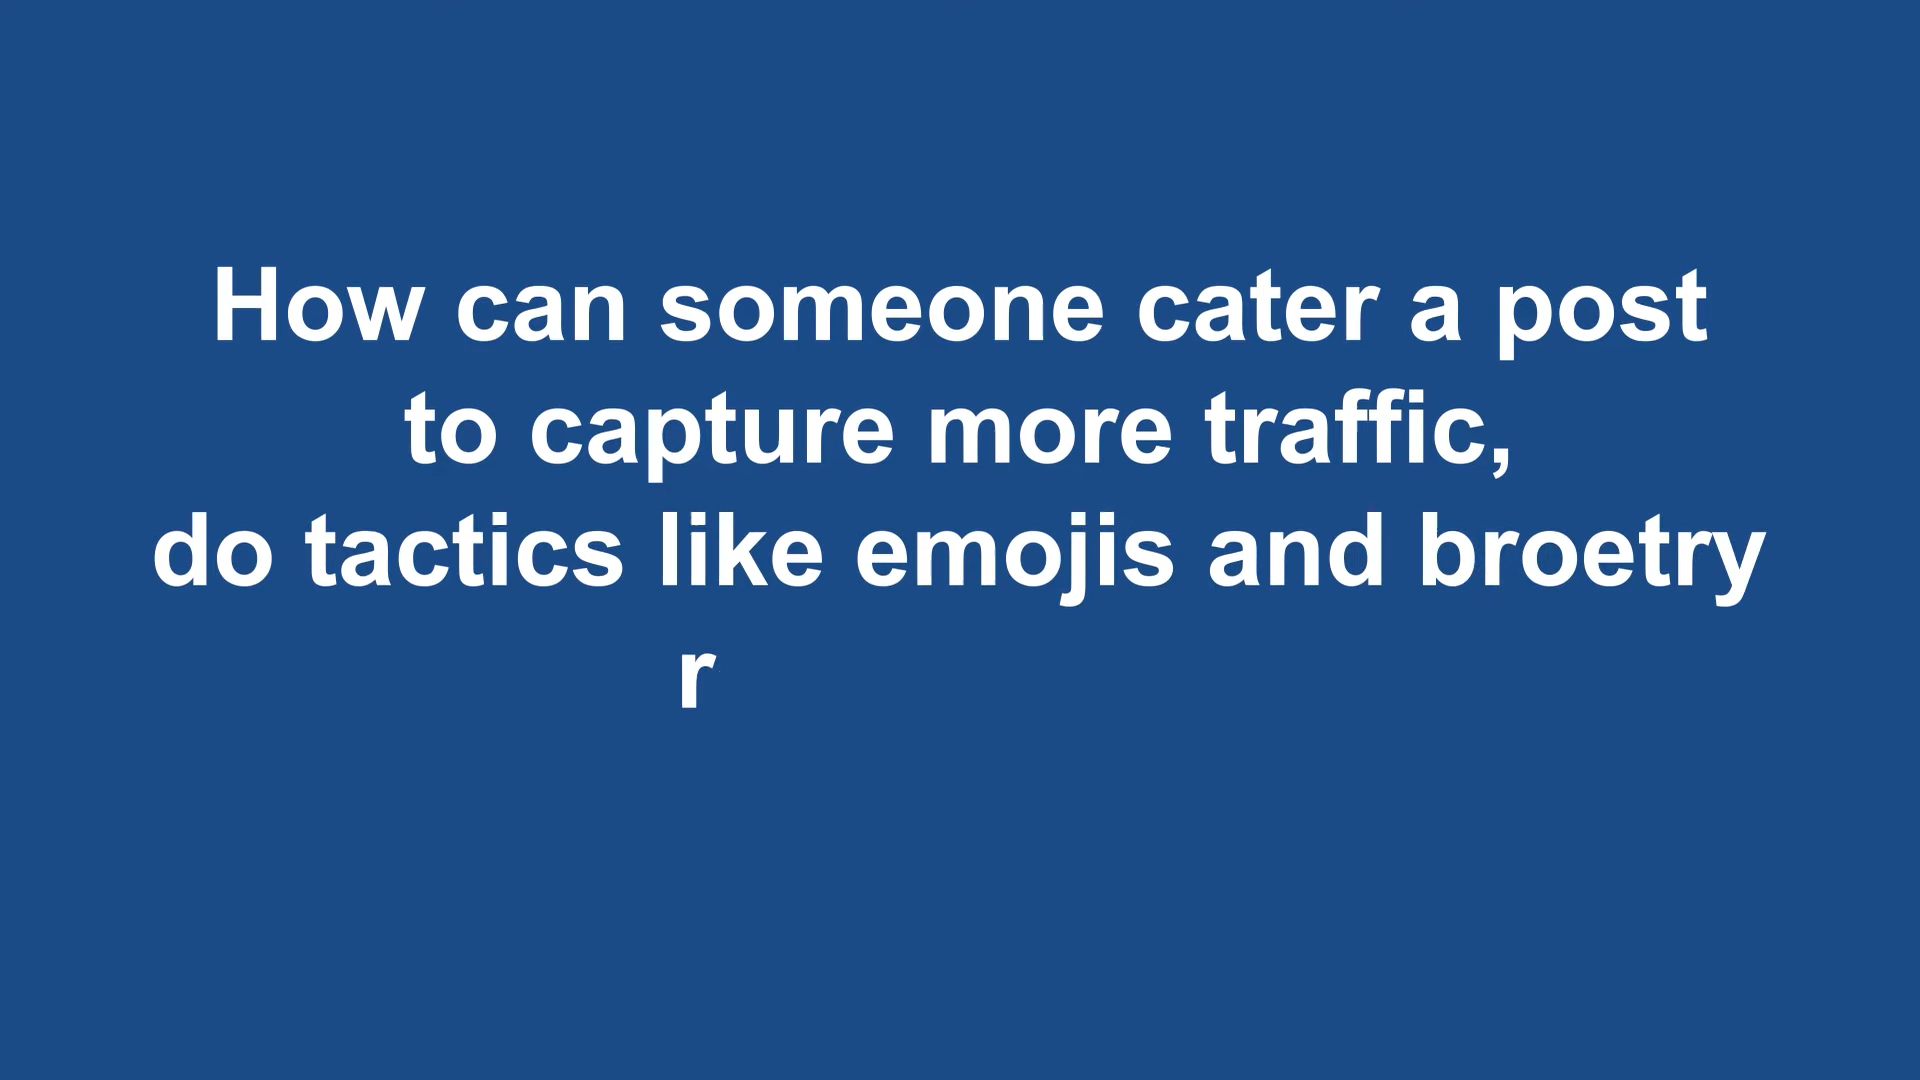 How can someone cater a post
to capture more traffic,
do tactics like emojis and broetry
r